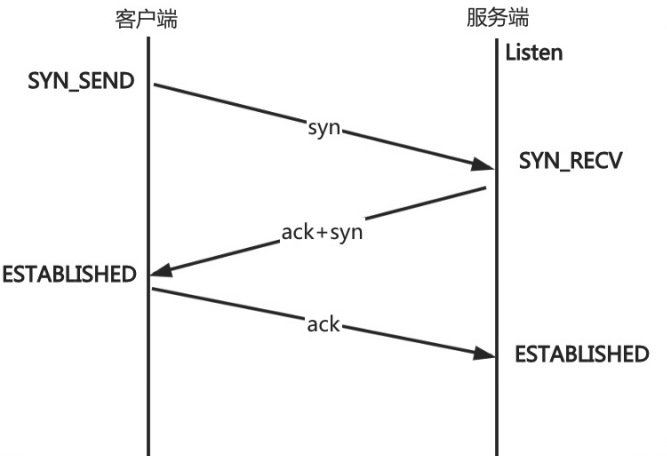 客户端
服务端
Listen
SYN_SEND
syn
SYN_RECV
ack+syn
ESTABLISHED
ack
ESTABLISHED